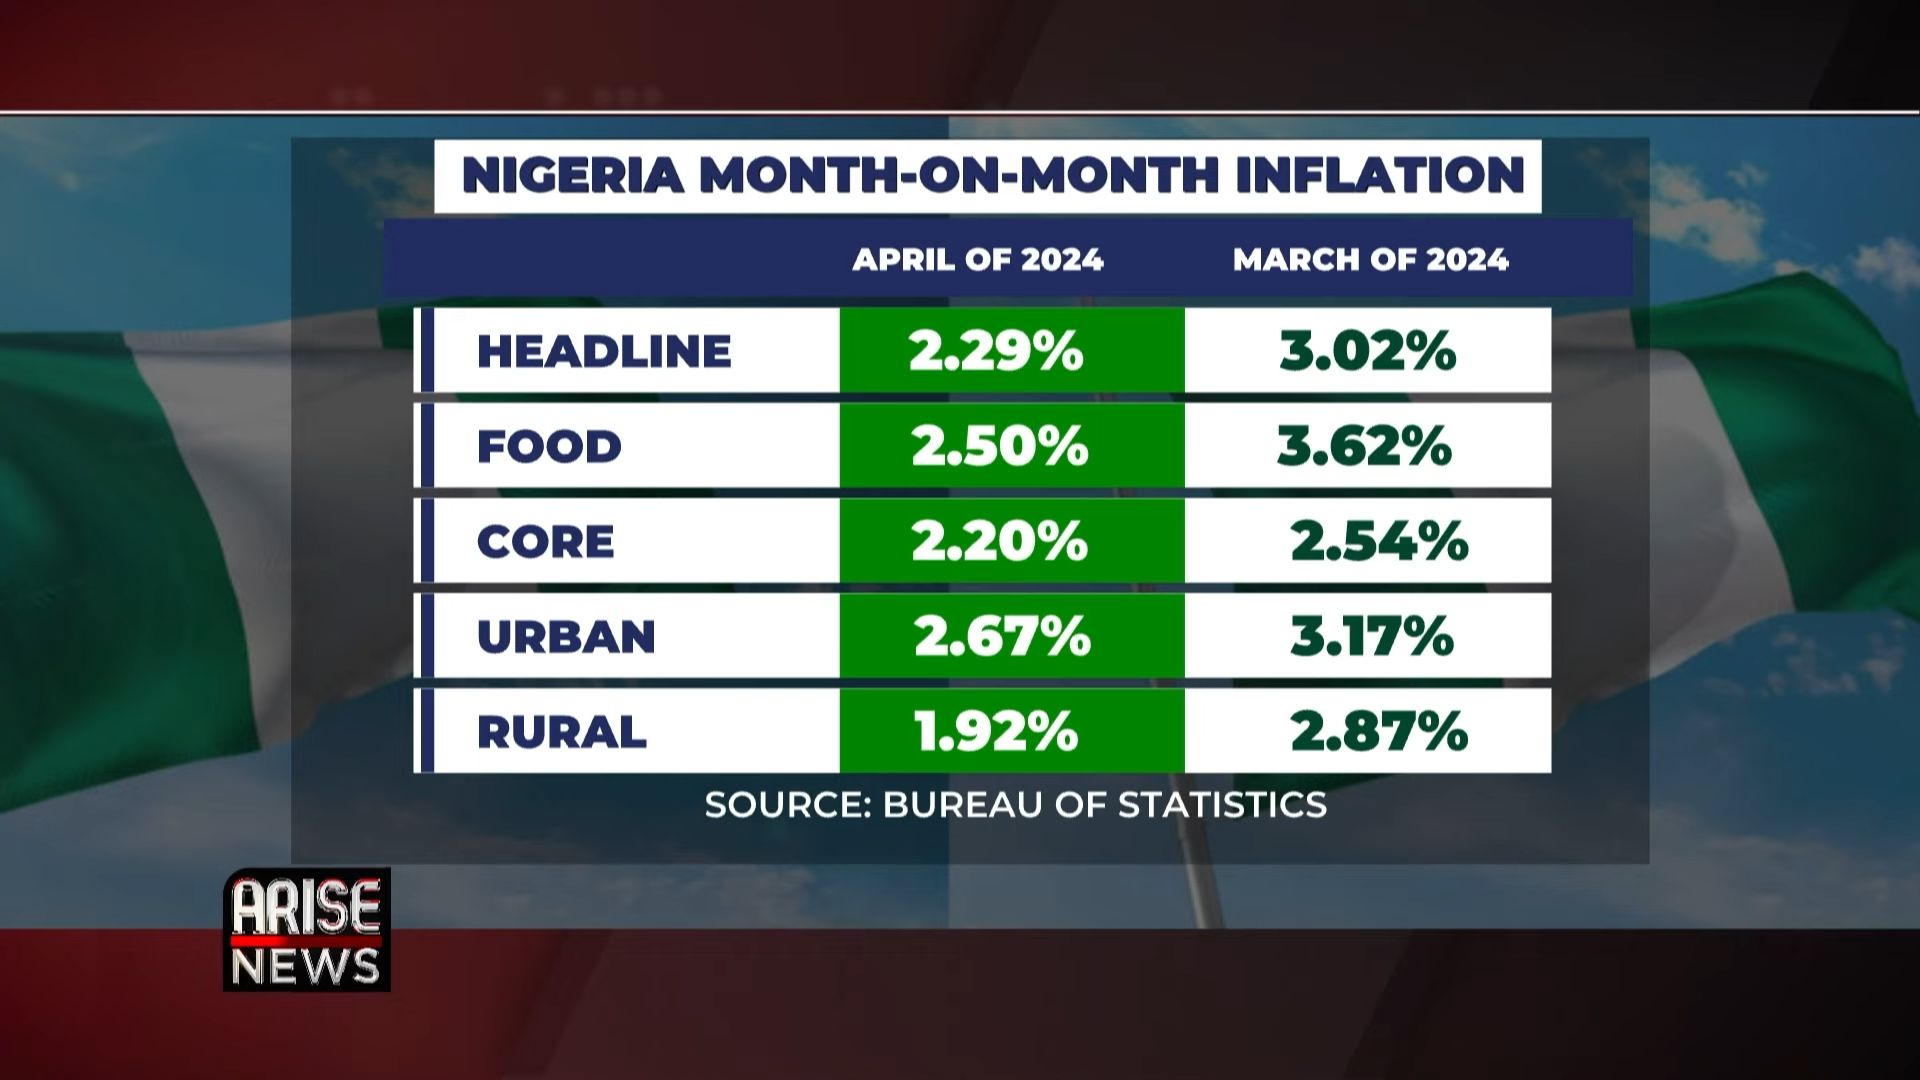 NIGERIA MONTH-ON-MONTH INFLATION
APRIL OF 2024 MARCH OF 2024
HEADLINE 2.29% 3.02%
FOOD 2.50% 3.62%
CORE 2.20% 2.54%
URBAN 2.67% 3.17%
RURAL 1.92% 2.87%
SOURCE: BUREAU OF STATISTICS
ARISE
NEWS